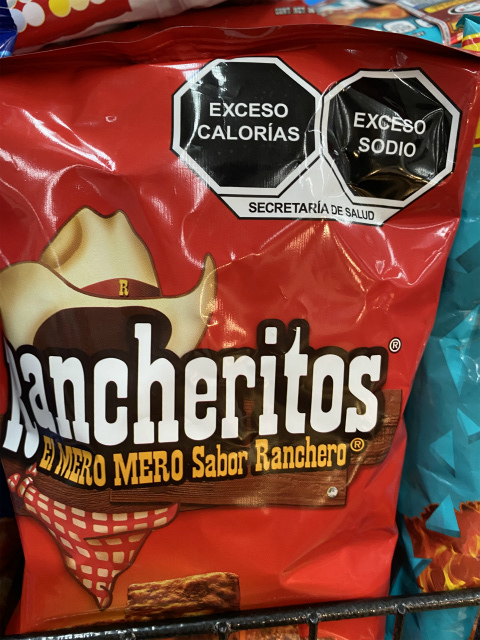 EXCESO
CALORÍAS
EXCESO
SODIO
SECRETARÍA DE SALUD
R
Rancheritos®
El MERO MERO Sabor Ranchero®